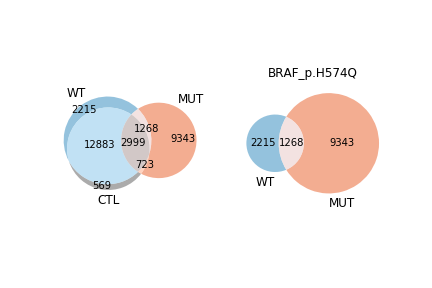 BRAF_p.H574Q
WT
MUT
2215
1268
9343
12883
2999
723
569
CTL
2215
1268
9343
WT
MUT